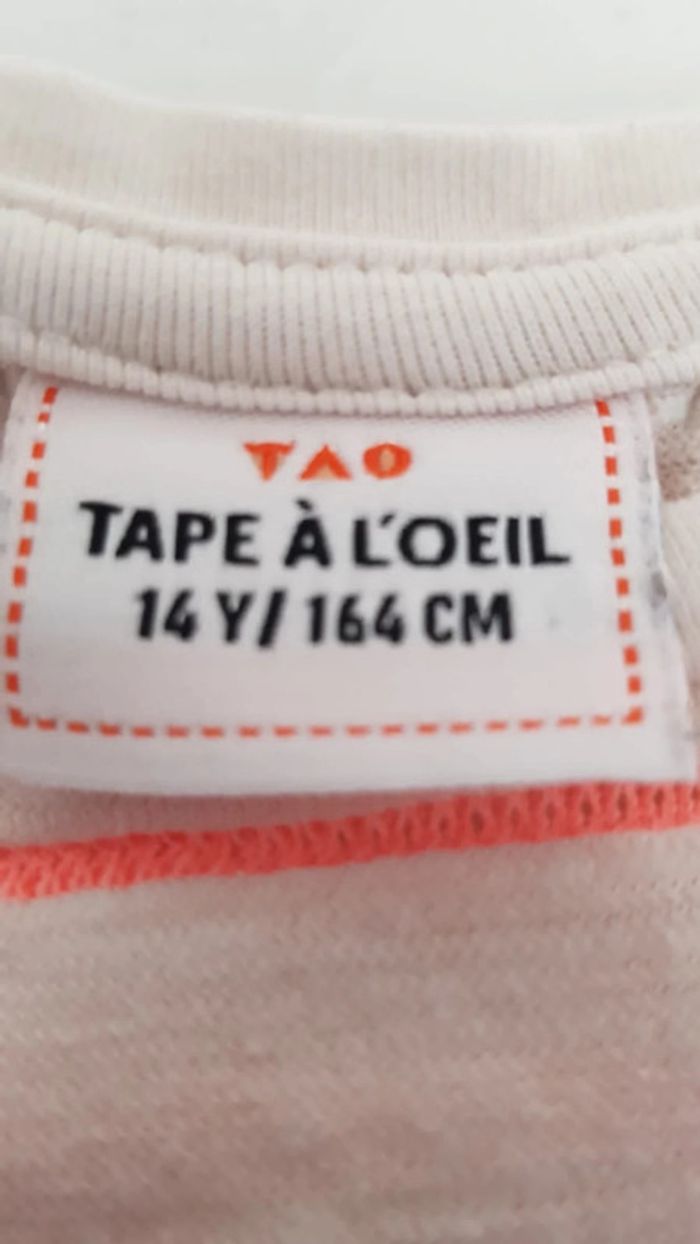 TAO
TAPE À L'OEIL
14 Y/ 164 CM